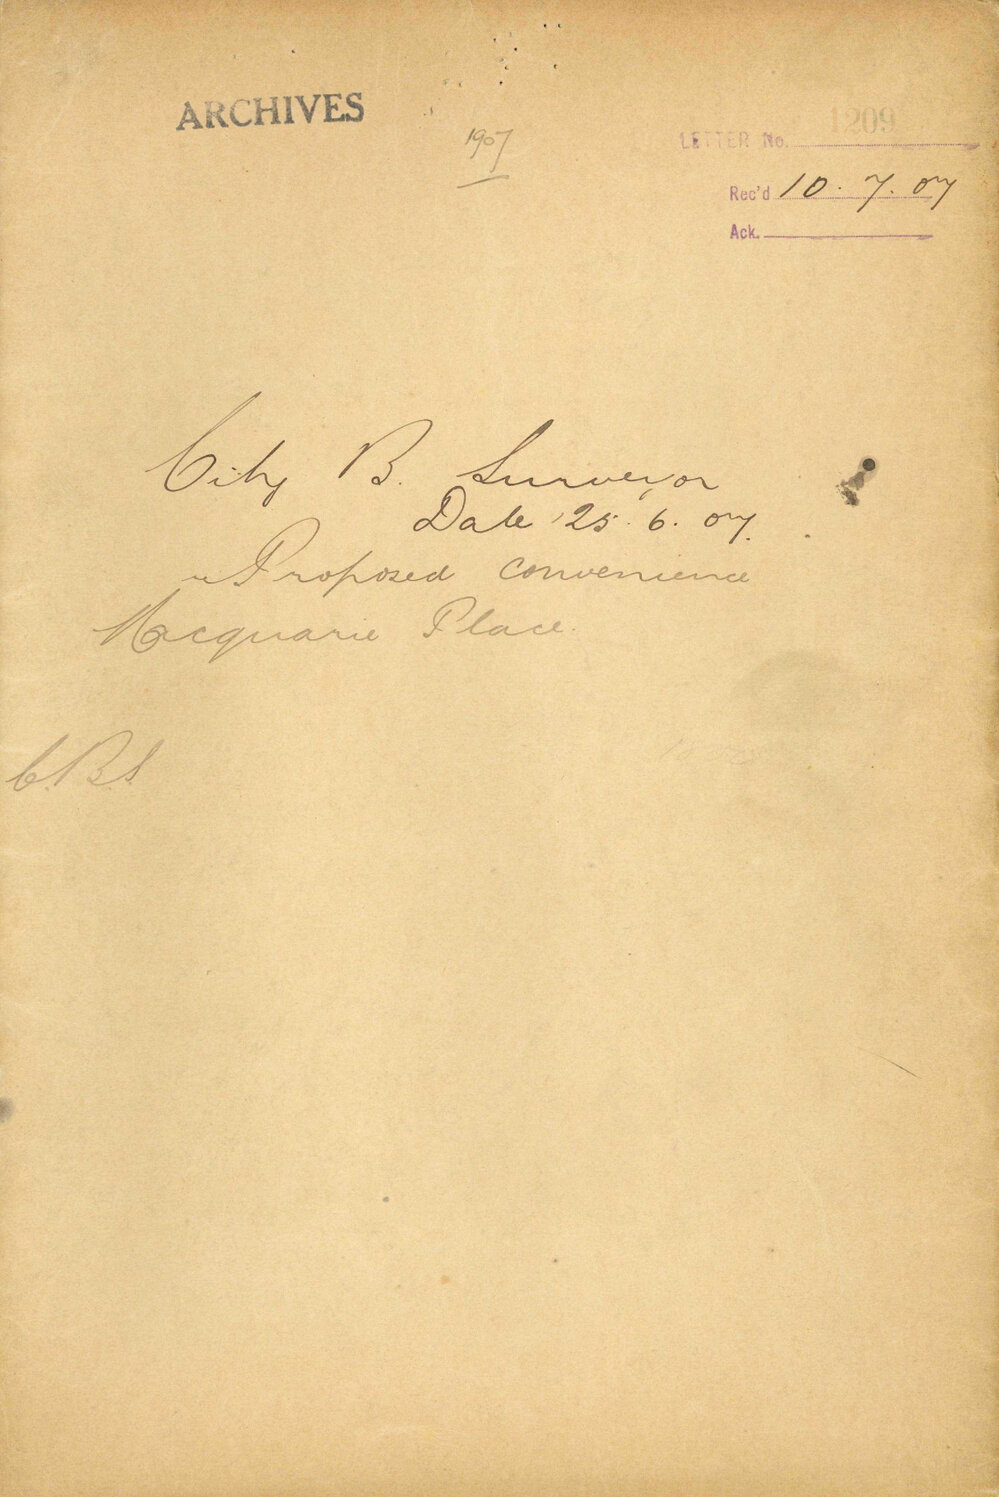 ARCHIVES
1907
LETTER No. 1209
Rec'd 10. 7. 07
Ack.
City B. Surveyor
Date 25. 6. 07.
Proposed convenience
Macquarie Place.
C.B.S.